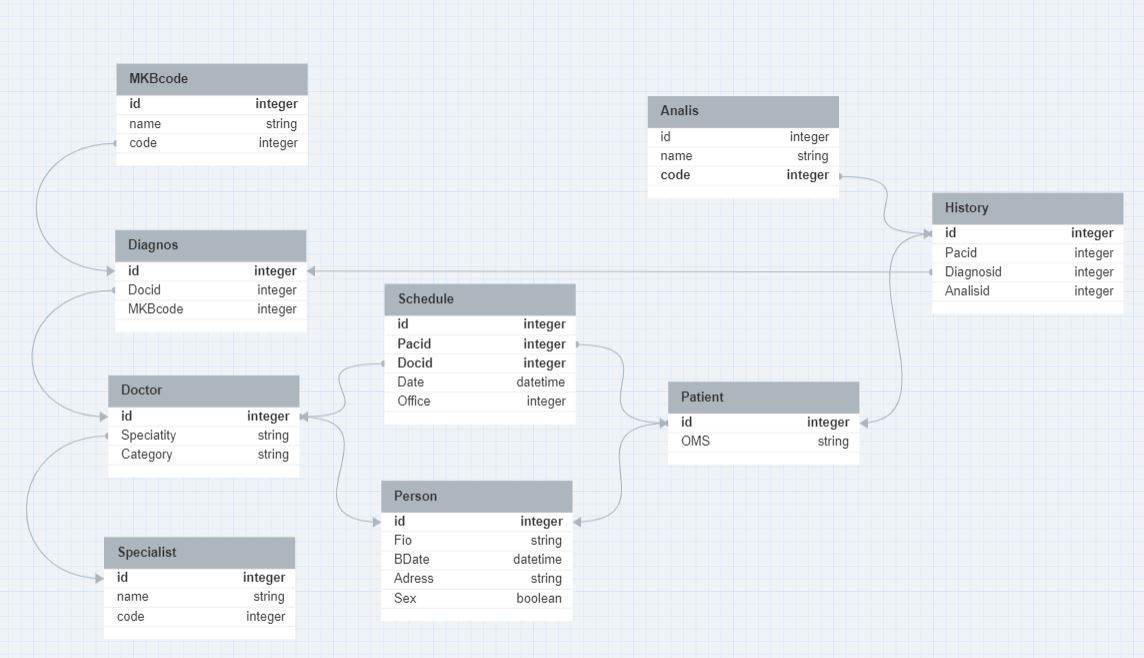 MKBcode
id integer
name string
code integer
Analis
id integer
name string
code integer
History
id integer
Pacid integer
Diagnosid integer
Analisid integer
Diagnos
id integer
Docid integer
MKBcode integer
Schedule
id integer
Pacid integer
Docid integer
Date datetime
Office integer
Doctor
id integer
Speciatity string
Category string
Patient
id integer
OMS string
Person
id integer
Fio string
BDate datetime
Adress string
Sex boolean
Specialist
id integer
name string
code integer